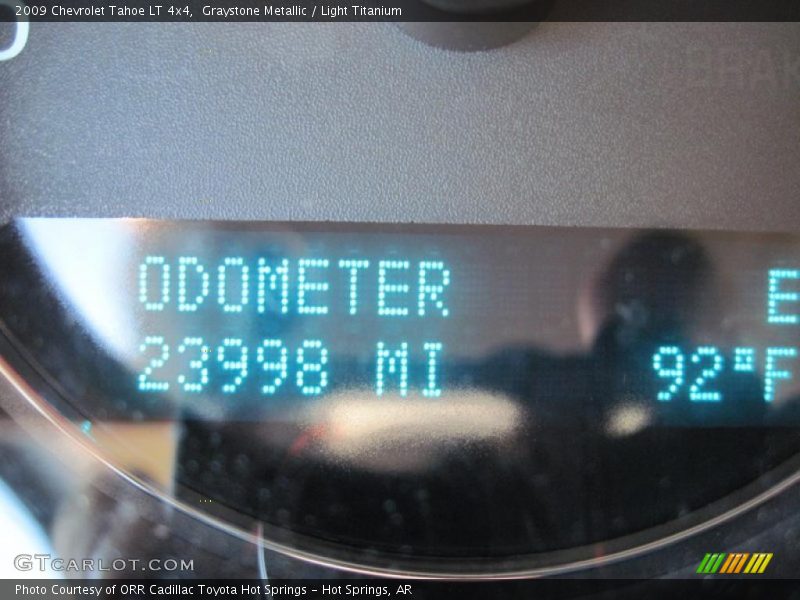 2009 Chevrolet Tahoe LT 4x4,  Graystone Metallic / Light Titanium
BRAK
ODOMETER E
23998 MI 92°F
GTCARLOT.COM
Photo Courtesy of ORR Cadillac Toyota Hot Springs - Hot Springs, AR